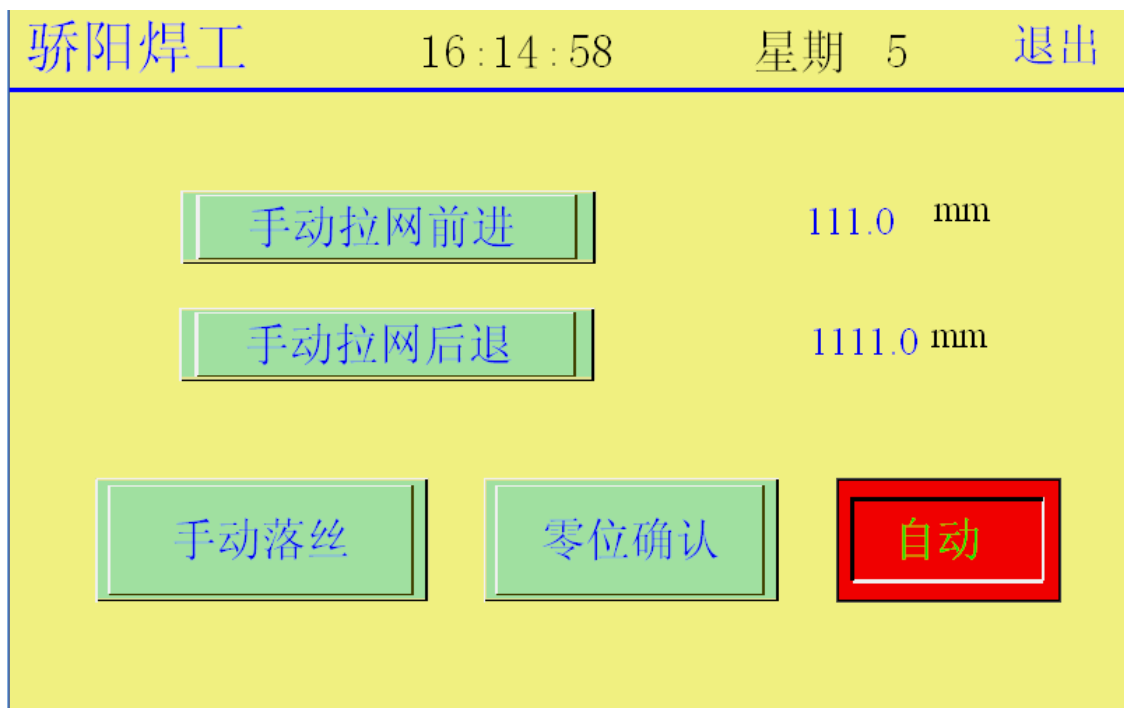 骄阳焊工 16:14:58 星期 5 退出
手动拉网前进 111.0 mm
手动拉网后退 1111.0 mm
手动落丝 零位确认 自动